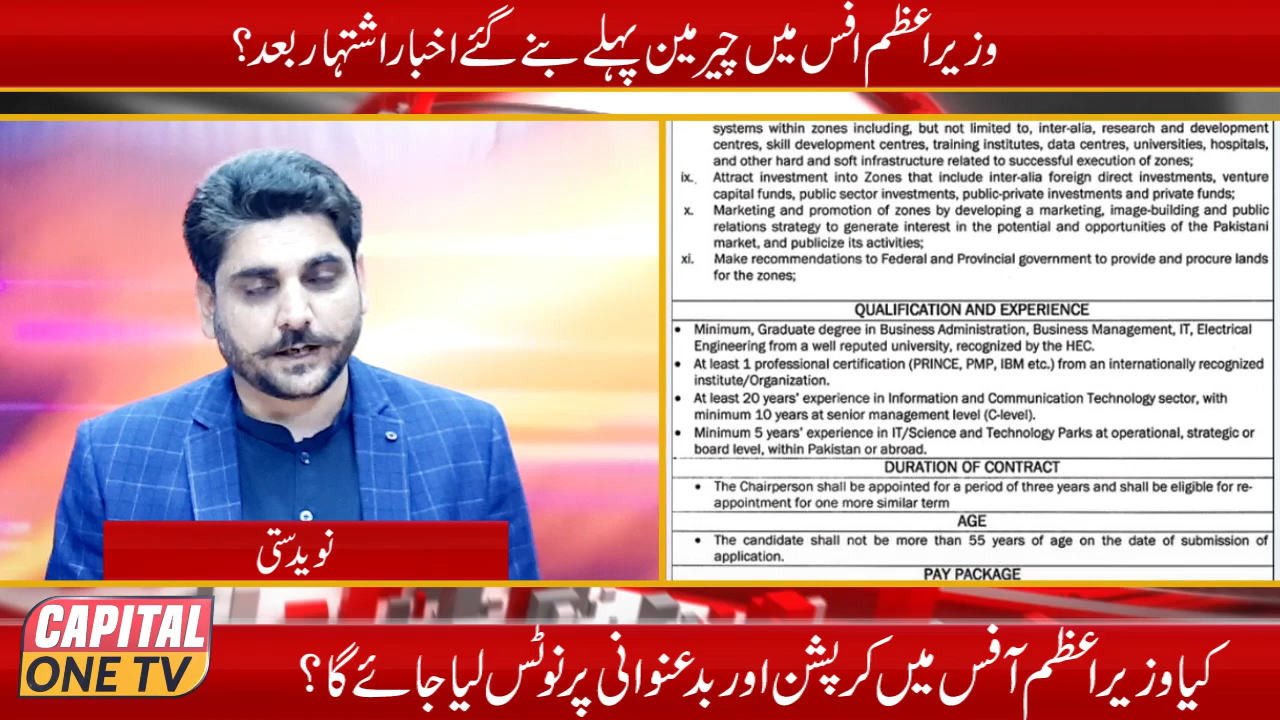 وزیراعظم افس میں چیرمین پہلے بنے گئے اخبار اشتہار بعد؟
systems within zones including, but not limited to, inter-alia, research and development
centres, skill development centres, training institutes, data centres, universities, hospitals,
and other hard and soft infrastructure related to successful execution of zones;
ix. Attract investment into Zones that include inter-alia foreign direct investments, venture
capital funds, public sector investments, public-private investments and private funds;
x. Marketing and promotion of zones by developing a marketing, image-building and public
relations strategy to generate interest in the potential and opportunities of the Pakistani
market, and publicize its activities;
xi. Make recommendations to Federal and Provincial government to provide and procure lands
for the zones;
QUALIFICATION AND EXPERIENCE
• Minimum, Graduate degree in Business Administration, Business Management, IT, Electrical
Engineering from a well reputed university, recognized by the HEC.
• At least 1 professional certification (PRINCE, PMP, IBM etc.) from an internationally recognized
institute/Organization.
• At least 20 years' experience in Information and Communication Technology sector, with
minimum 10 years at senior management level (C-level).
• Minimum 5 years' experience in IT/Science and Technology Parks at operational, strategic or
board level, within Pakistan or abroad.
DURATION OF CONTRACT
• The Chairperson shall be appointed for a period of three years and shall be eligible for re-
appointment for one more similar term
AGE
• The candidate shall not be more than 55 years of age on the date of submission of
application.
PAY PACKAGE
نوید ستی
CAPITAL
ONE TV
کیا وزیراعظم آفس میں کرپشن اور بدعنوانی پر نوٹس لیا جائے گا؟